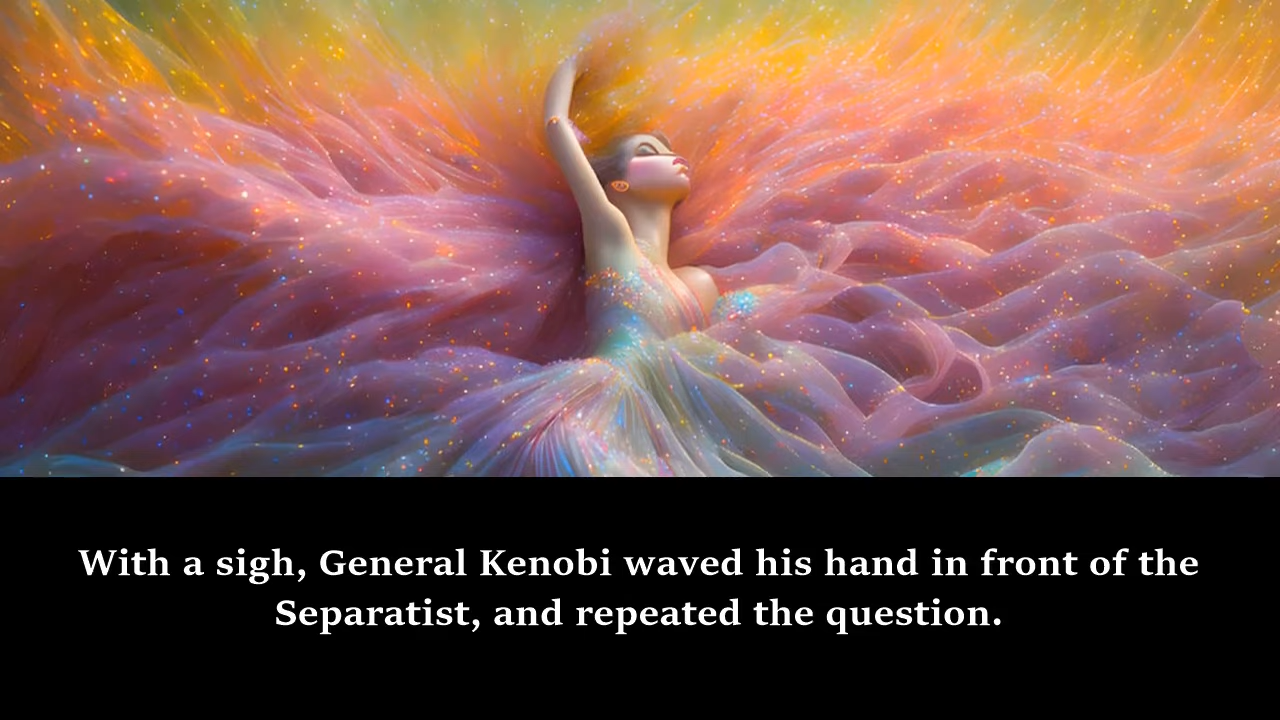 With a sigh, General Kenobi waved his hand in front of the
Separatist, and repeated the question.